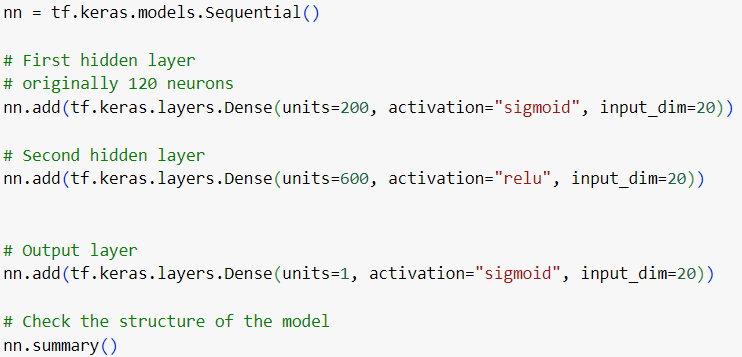 nn = tf.keras.models.Sequential()
# First hidden layer
# originally 120 neurons
nn.add(tf.keras.layers.Dense(units=200, activation="sigmoid", input_dim=20))
# Second hidden layer
nn.add(tf.keras.layers.Dense(units=600, activation="relu", input_dim=20))
# Output layer
nn.add(tf.keras.layers.Dense(units=1, activation="sigmoid", input_dim=20))
# Check the structure of the model
nn.summary()